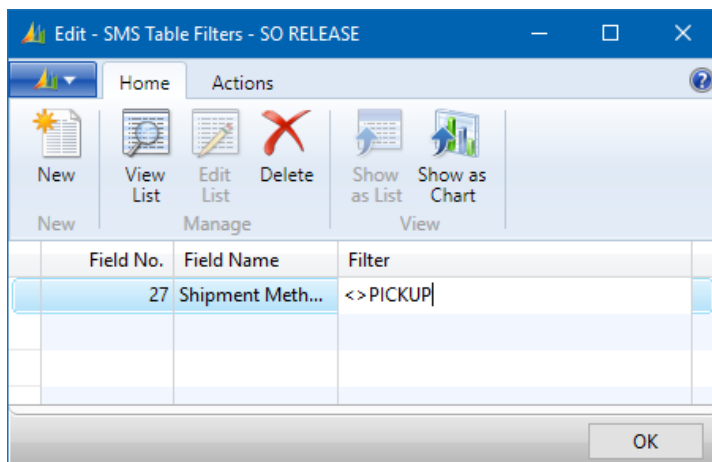 Edit - SMS Table Filters - SO RELEASE
Home Actions
New View List Edit List Delete Show as List Show as Chart
New Manage View
Field No. Field Name Filter
27 Shipment Meth... <>PICKUP
OK